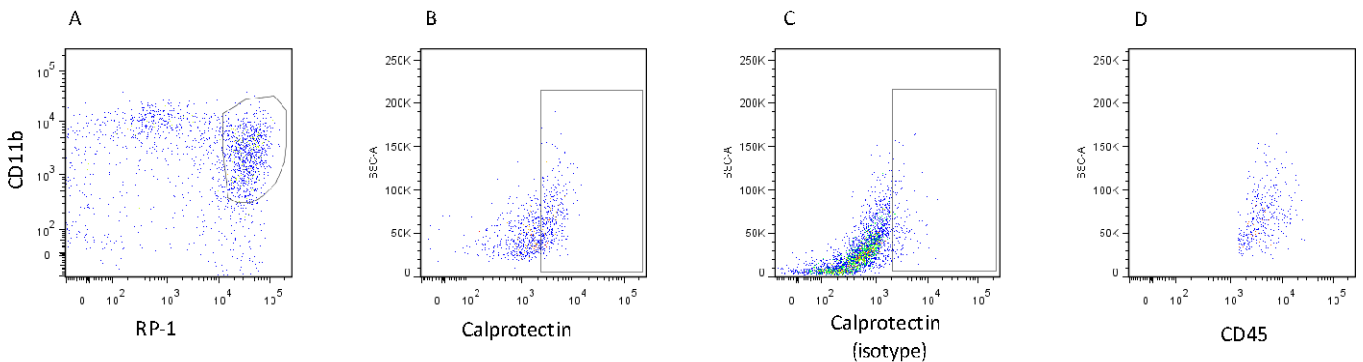 A
B
C
D
CD11b
10^5
10^4
10^3
10^2
0
0 10^2 10^3 10^4 10^5
RP-1
SSC-A
250K
200K
150K
100K
50K
0
0 10^2 10^3 10^4 10^5
Calprotectin
SSC-A
250K
200K
150K
100K
50K
0
0 10^2 10^3 10^4 10^5
Calprotectin
(isotype)
SSC-A
250K
200K
150K
100K
50K
0
0 10^2 10^3 10^4 10^5
CD45